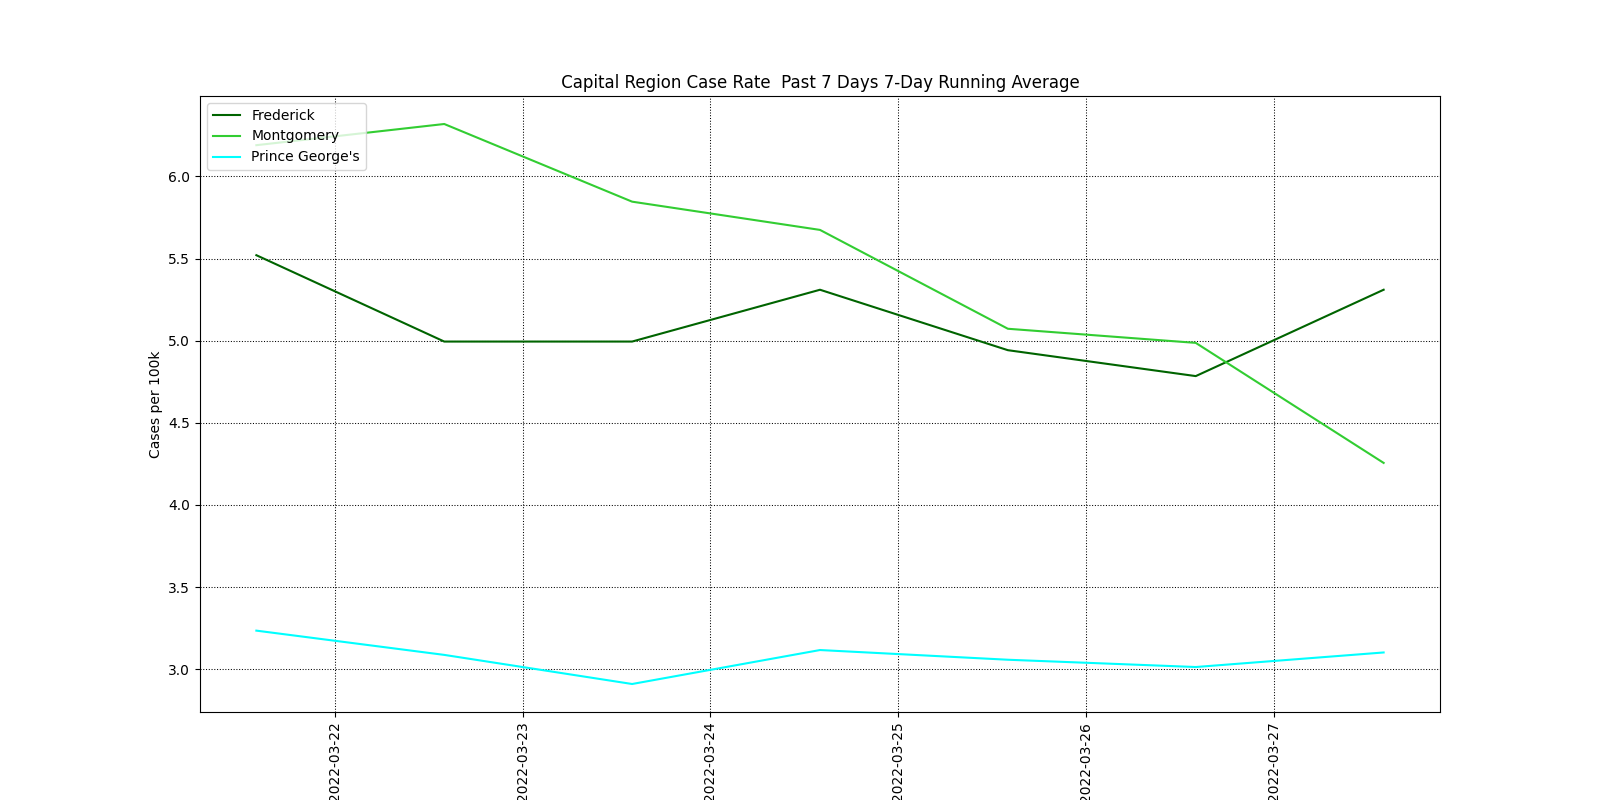 Capital Region Case Rate  Past 7 Days 7-Day Running Average
Frederick
Montgomery
Prince George's
Cases per 100k
6.0
5.5
5.0
4.5
4.0
3.5
3.0
2022-03-22
2022-03-23
2022-03-24
2022-03-25
2022-03-26
2022-03-27